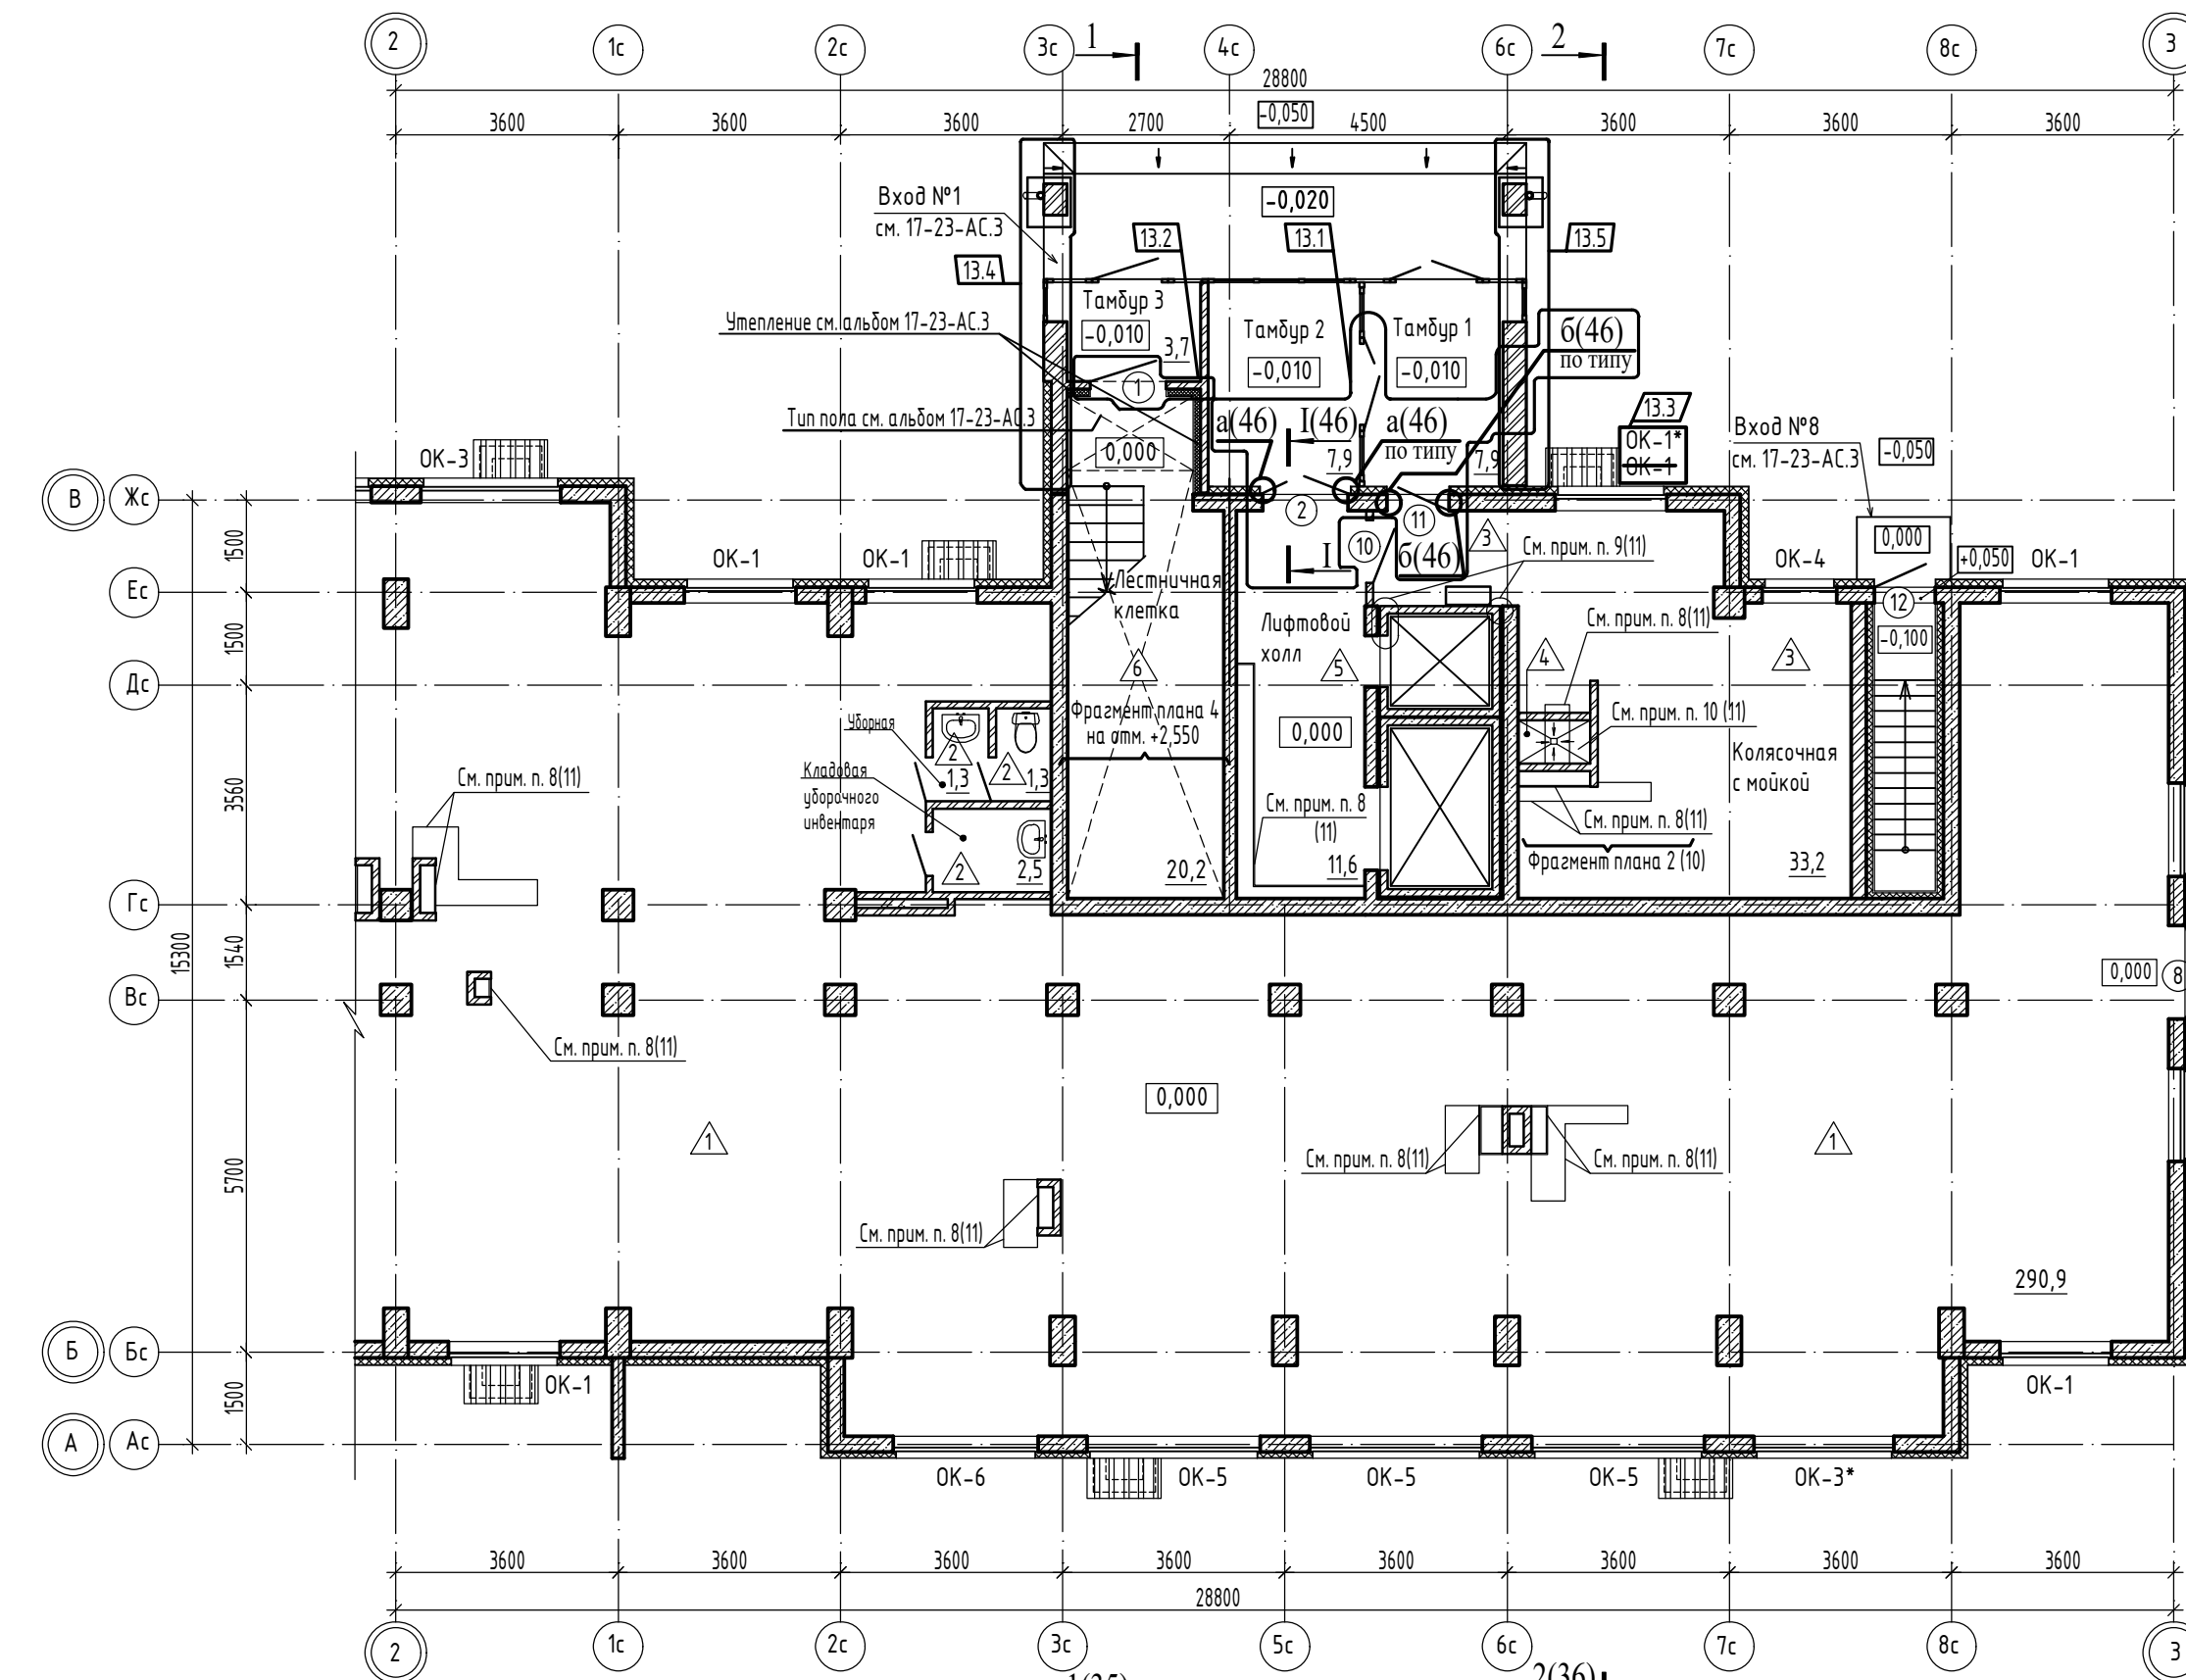 2
1с
2с
3с
1
4с
6с
2
7с
8с
3
28800
-0,050
3600
3600
3600
2700
4500
3600
3600
3600
Вход №1
см. 17-23-АС.3
-0,020
13.4
13.2
13.1
13.5
Тамбур 3
-0,010
3,7
Тамбур 2
-0,010
Тамбур 1
-0,010
б(46)
по типу
Утепление см. альбом 17-23-АС.3
Тип пола см. альбом 17-23-АС.3
1
0,000
а(46)
I(46)
а(46)
по типу
7,9
7,9
13.3
ОК-1*
ОК-1
Вход №8
см. 17-23-АС.3
-0,050
ОК-3
В
Жс
1500
ОК-1
ОК-1
2
10
11
I
б(46)
3
См. прим. п. 9(11)
ОК-4
0,000
+0,050
ОК-1
Ес
Лестничная
клетка
Лифтовой
холл
См. прим. п. 8(11)
12
-0,100
1500
6
5
4
3
Дс
Уборная
2
1,3
2
1,3
Фрагмент плана 4
на отм. +2,550
0,000
См. прим. п. 10 (11)
Колясочная
с мойкой
3560
См. прим. п. 8(11)
Кладовая
уборочного
инвентаря
2
2,5
20,2
См. прим. п. 8
(11)
11,6
См. прим. п. 8(11)
Фрагмент плана 2 (10)
33,2
Гс
15300
1540
0,000
8
Вс
См. прим. п. 8(11)
0,000
1
1
5700
См. прим. п. 8(11)
См. прим. п. 8(11)
См. прим. п. 8(11)
290,9
Б
Бс
1500
ОК-1
ОК-1
А
Ас
ОК-6
ОК-5
ОК-5
ОК-5
ОК-3*
3600
3600
3600
3600
3600
3600
3600
3600
28800
2
1с
2с
3с
5с
6с
7с
8с
3
1(35)
2(36)